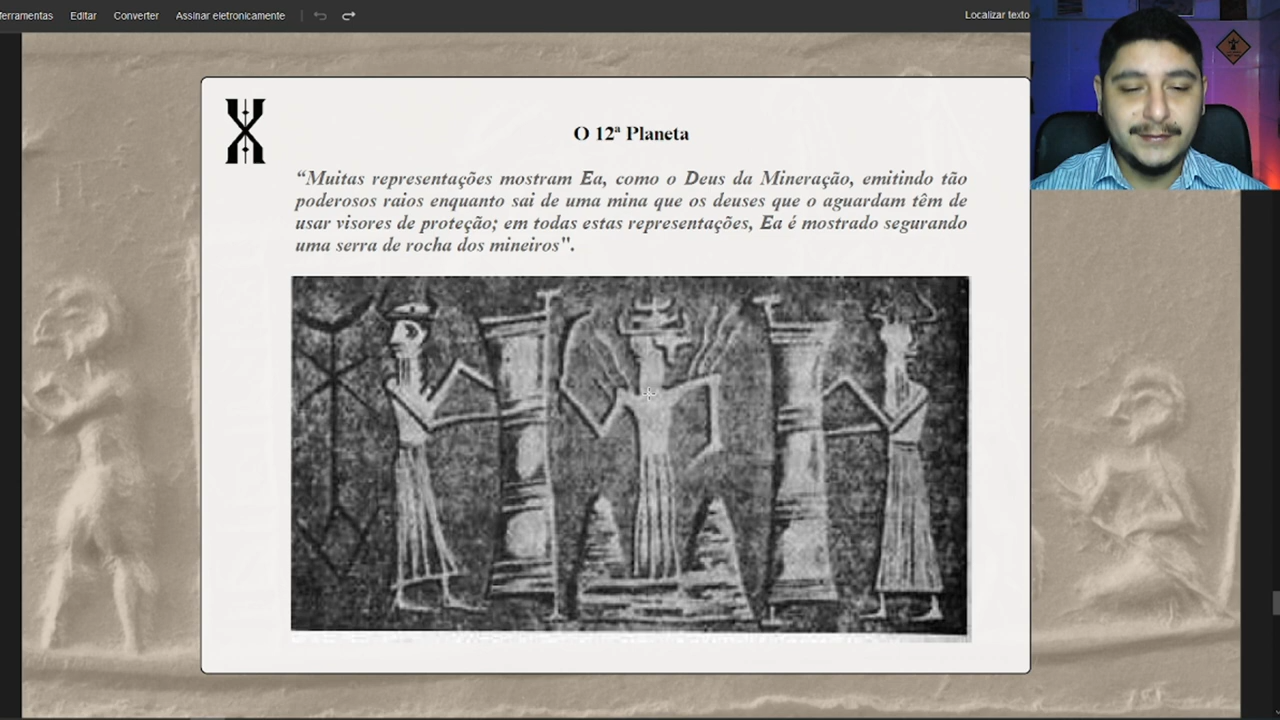 ferramentas Editar Converter Assinar eletronicamente Localizar texto
O 12ª Planeta
“Muitas representações mostram Ea, como o Deus da Mineração, emitindo tão
poderosos raios enquanto sai de uma mina que os deuses que o aguardam têm de
usar visores de proteção; em todas estas representações, Ea é mostrado segurando
uma serra de rocha dos mineiros".